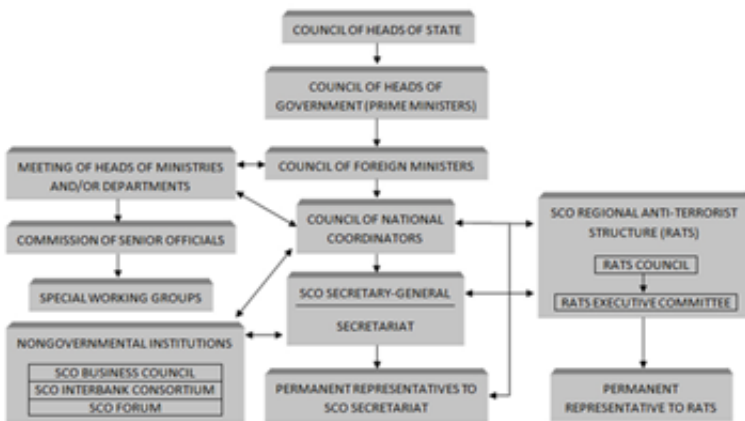 COUNCIL OF HEADS OF STATE
COUNCIL OF HEADS OF
GOVERNMENT (PRIME MINISTERS)
MEETING OF HEADS OF MINISTRIES
AND/OR DEPARTMENTS
COUNCIL OF FOREIGN MINISTERS
COMMISSION OF SENIOR OFFICIALS
COUNCIL OF NATIONAL
COORDINATORS
SCO REGIONAL ANTI-TERRORIST
STRUCTURE (RATS)
RATS COUNCIL
RATS EXECUTIVE COMMITTEE
SPECIAL WORKING GROUPS
SCO SECRETARY-GENERAL
SECRETARIAT
NONGOVERNMENTAL INSTITUTIONS
SCO BUSINESS COUNCIL
SCO INTERBANK CONSORTIUM
SCO FORUM
PERMANENT REPRESENTATIVES TO
SCO SECRETARIAT
PERMANENT
REPRESENTATIVE TO RATS